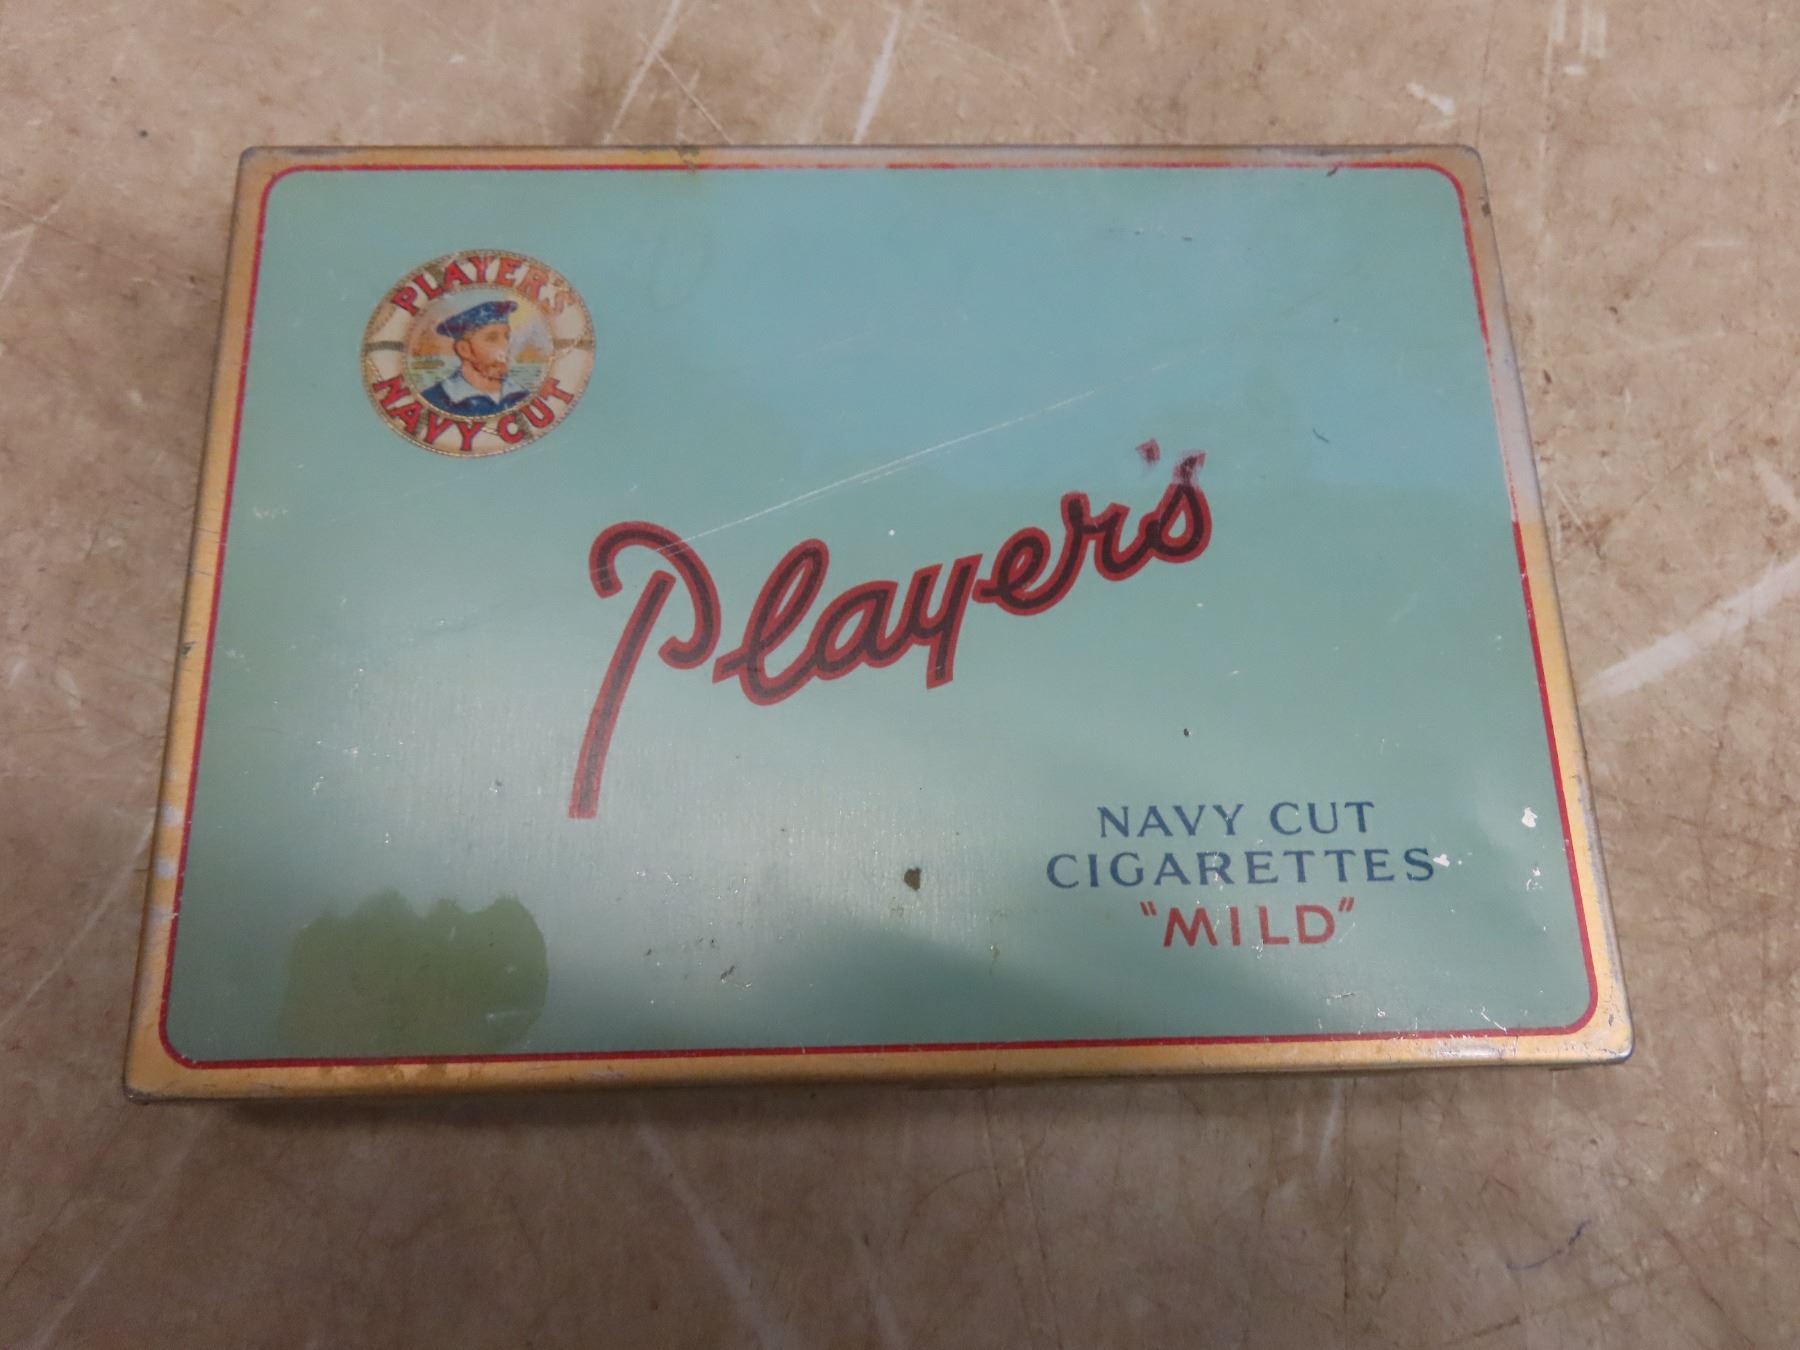 PLAYER'S
NAVY CUT
Player's
NAVY CUT
CIGARETTES
"MILD"